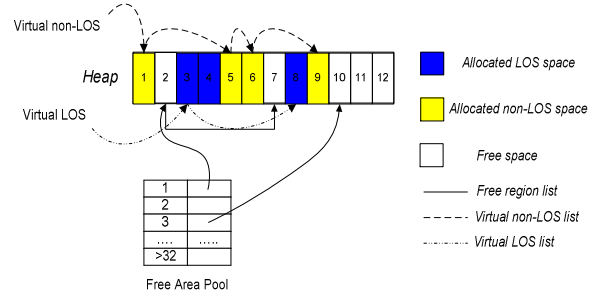 Virtual non-LOS
Heap
1 2 3 4 5 6 7 8 9 10 11 12
Virtual LOS
Allocated LOS space
Allocated non-LOS space
Free space
Free region list
Virtual non-LOS list
Virtual LOS list
1
2
3
.... .....
>32
Free Area Pool